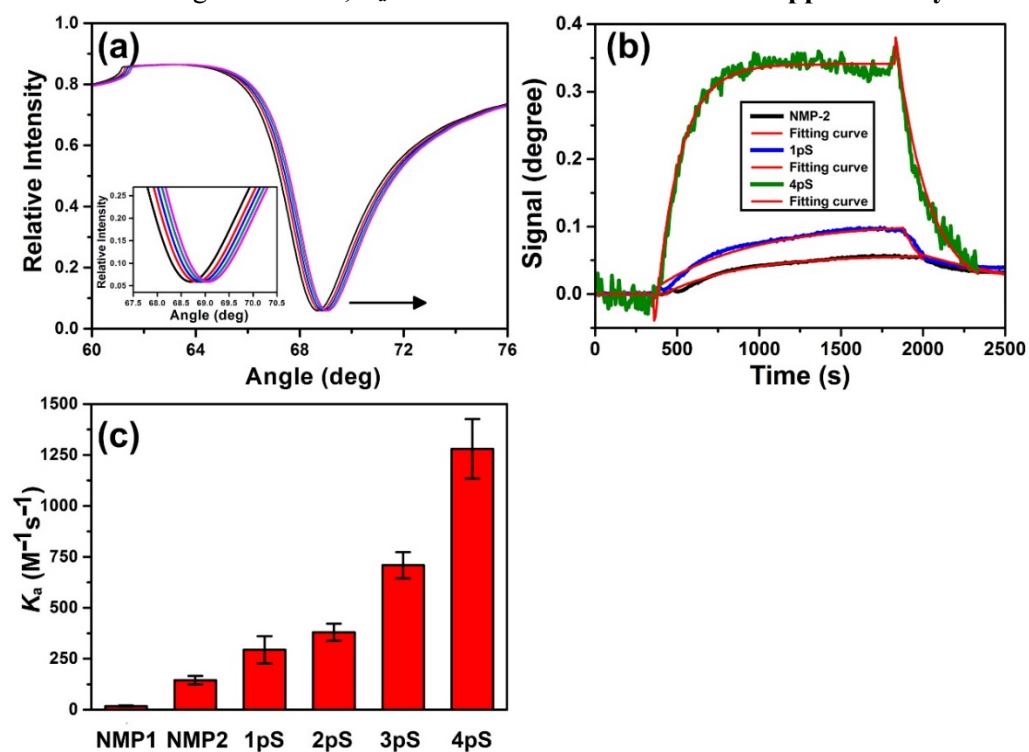 (a)
Relative Intensity
1.0
0.8
0.6
0.4
0.2
0.0
60 64 68 72 76
Angle (deg)
Relative Intensity
0.25
0.20
0.15
0.10
0.05
67.5 68.0 68.5 69.0 69.5 70.0 70.5
Angle (deg)
(b)
Signal (degree)
0.4
0.3
0.2
0.1
0.0
NMP-2
Fitting curve
1pS
Fitting curve
4pS
Fitting curve
0 500 1000 1500 2000 2500
Time (s)
(c)
Ka (M−1s−1)
1500
1250
1000
750
500
250
0
NMP1 NMP2 1pS 2pS 3pS 4pS